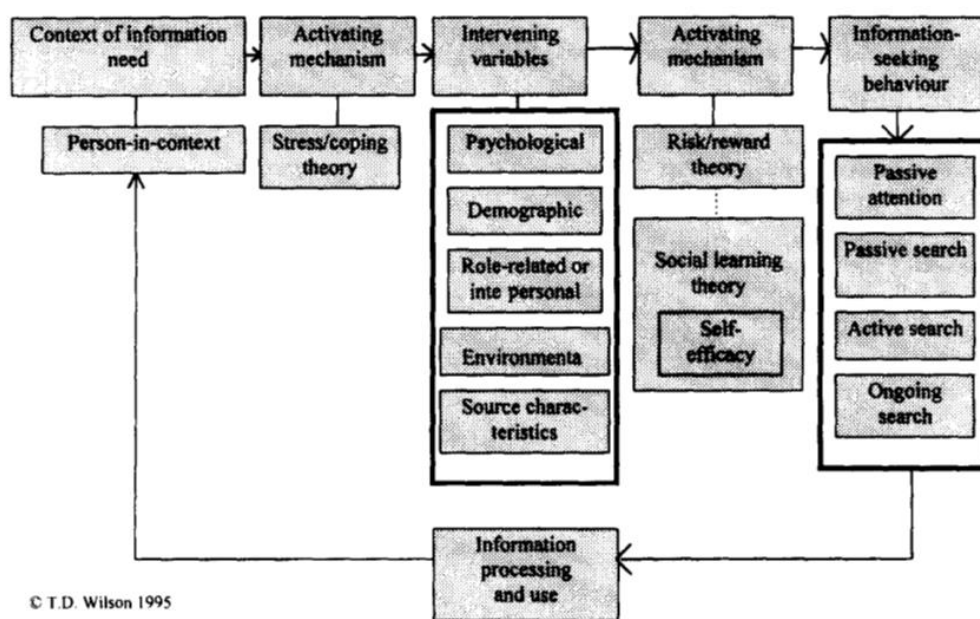 Context of information
need
Activating
mechanism
Intervening
variables
Activating
mechanism
Information-
seeking
behaviour
Person-in-context
Stress/coping
theory
Psychological
Demographic
Role-related or
inte personal
Environmenta
Source charac-
teristics
Risk/reward
theory
Social learning
theory
Self-
efficacy
Passive
attention
Passive search
Active search
Ongoing
search
Information
processing
and use
© T.D. Wilson 1995